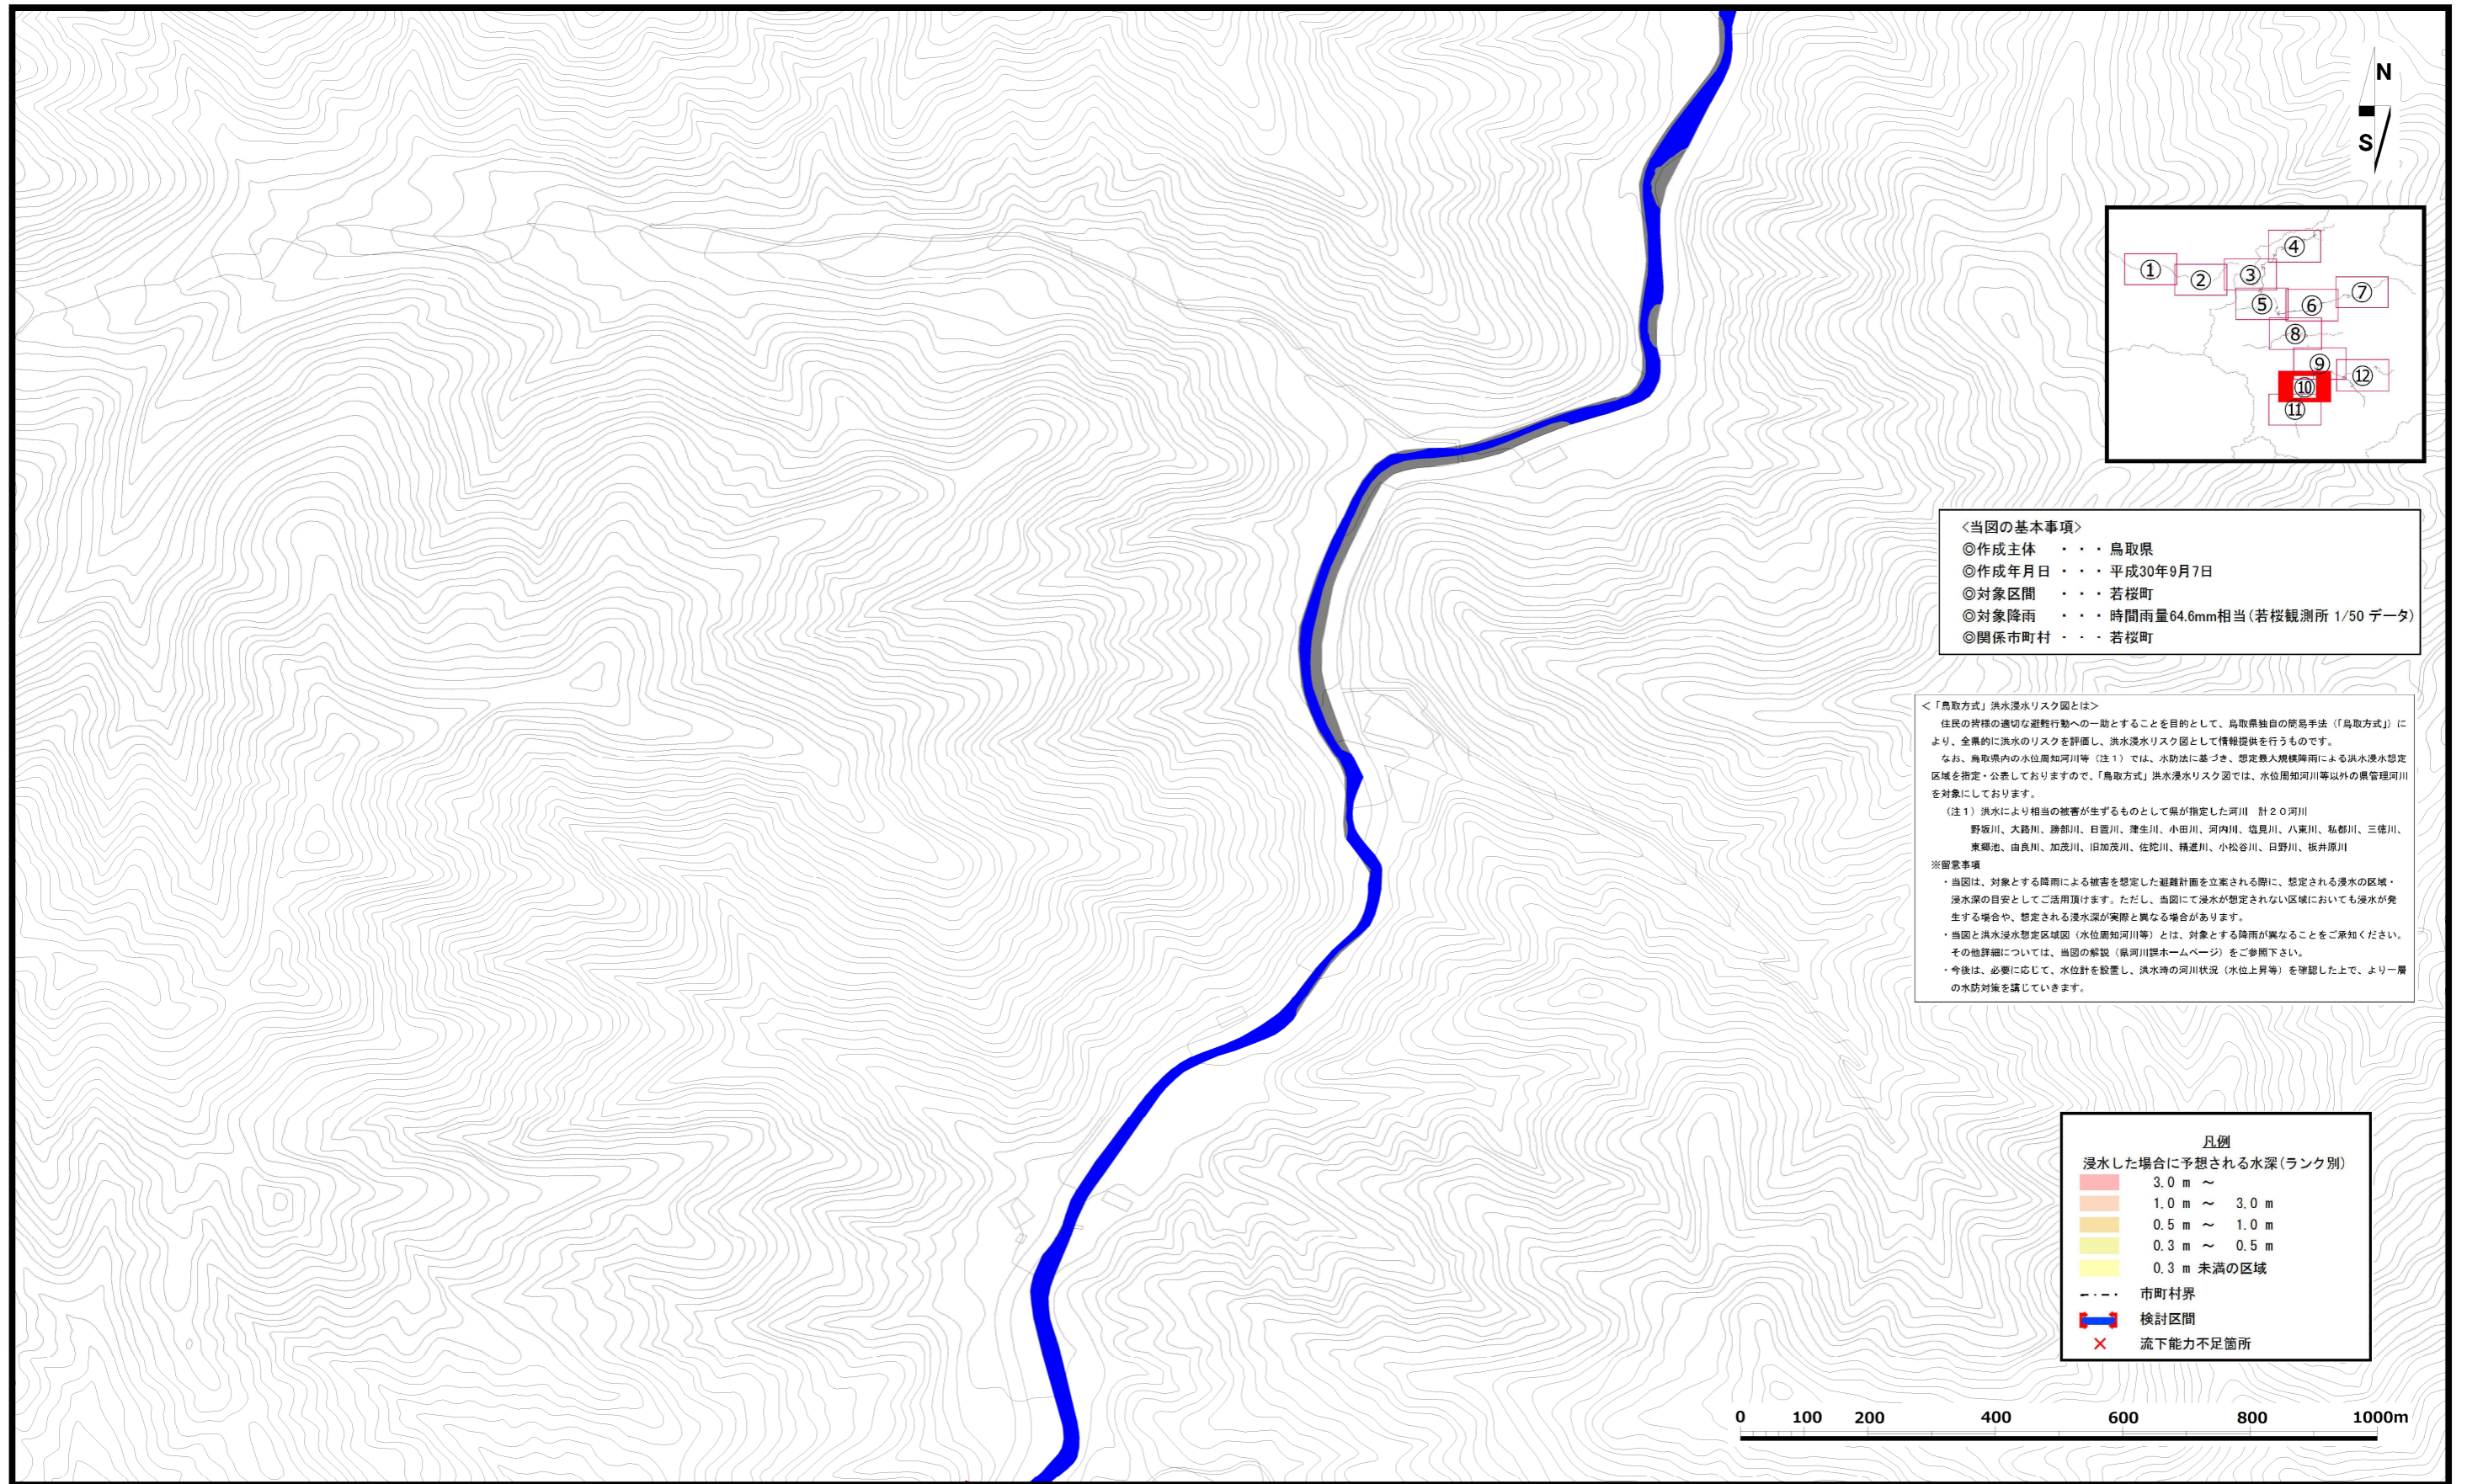 N
S
①
②
③
④
⑤
⑥
⑦
⑧
⑨
⑩
⑪
⑫
<当図の基本事項>
◎作成主体 ・・・ 鳥取県
◎作成年月日 ・・・ 平成30年9月7日
◎対象区間 ・・・ 若桜町
◎対象降雨 ・・・ 時間雨量64.6mm相当(若桜観測所 1/50 データ)
◎関係市町村 ・・・ 若桜町
<「鳥取方式」洪水浸水リスク図とは>
住民の皆様の適切な避難行動への一助とすることを目的として、鳥取県独自の簡易手法(「鳥取方式」)に
より、全県的に洪水のリスクを評価し、洪水浸水リスク図として情報提供を行うものです。
なお、鳥取県内の水位周知河川等(注1)では、水防法に基づき、想定最大規模降雨による洪水浸水想定
区域を指定・公表しておりますので、「鳥取方式」洪水浸水リスク図では、水位周知河川等以外の県管理河川
を対象にしております。
(注1)洪水により相当の被害が生ずるものとして県が指定した河川 計20河川
野坂川、大路川、勝部川、日置川、蒲生川、小田川、河内川、塩見川、八東川、私都川、三徳川、
東郷池、由良川、加茂川、旧加茂川、佐陀川、精進川、小松谷川、日野川、板井原川
※留意事項
・当図は、対象とする降雨による被害を想定した避難計画を立案される際に、想定される浸水の区域・
浸水深の目安としてご活用頂けます。ただし、当図にて浸水が想定されない区域においても浸水が発
生する場合や、想定される浸水深が実際と異なる場合があります。
・当図と洪水浸水想定区域図(水位周知河川等)とは、対象とする降雨が異なることをご承知ください。
その他詳細については、当図の解説(県河川課ホームページ)をご参照下さい。
・今後は、必要に応じて、水位計を設置し、洪水時の河川状況(水位上昇等)を確認した上で、より一層
の水防対策を講じていきます。
凡例
浸水した場合に予想される水深(ランク別)
3.0 m ～
1.0 m ～ 3.0 m
0.5 m ～ 1.0 m
0.3 m ～ 0.5 m
0.3 m 未満の区域
市町村界
検討区間
流下能力不足箇所
0 100 200 400 600 800 1000m